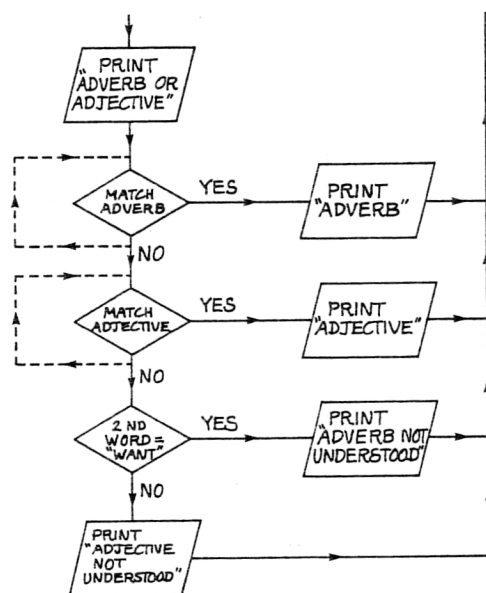 "PRINT
ADVERB OR
ADJECTIVE"
MATCH
ADVERB
YES
"PRINT
"ADVERB"
NO
MATCH
ADJECTIVE
YES
PRINT
"ADJECTIVE"
NO
2 ND
WORD =
"WANT"
YES
"PRINT
ADVERB NOT
UNDERSTOOD"
NO
PRINT
"ADJECTIVE
NOT
UNDERSTOOD"